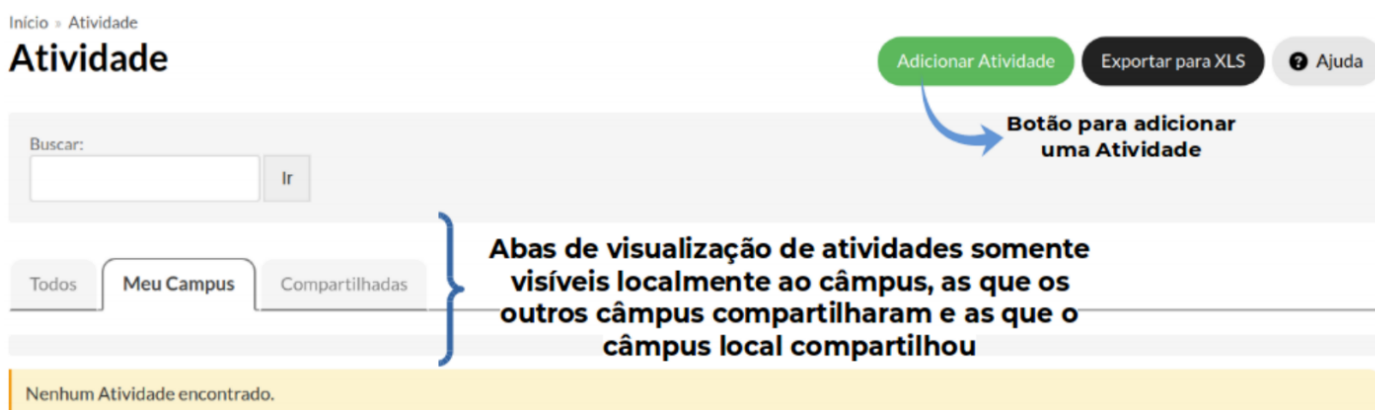 Início » Atividade
Atividade
Adicionar Atividade
Exportar para XLS
Ajuda
Botão para adicionar
uma Atividade
Buscar:
Ir
Abas de visualização de atividades somente
visíveis localmente ao câmpus, as que os
outros câmpus compartilharam e as que o
câmpus local compartilhou
Todos
Meu Campus
Compartilhadas
Nenhum Atividade encontrado.